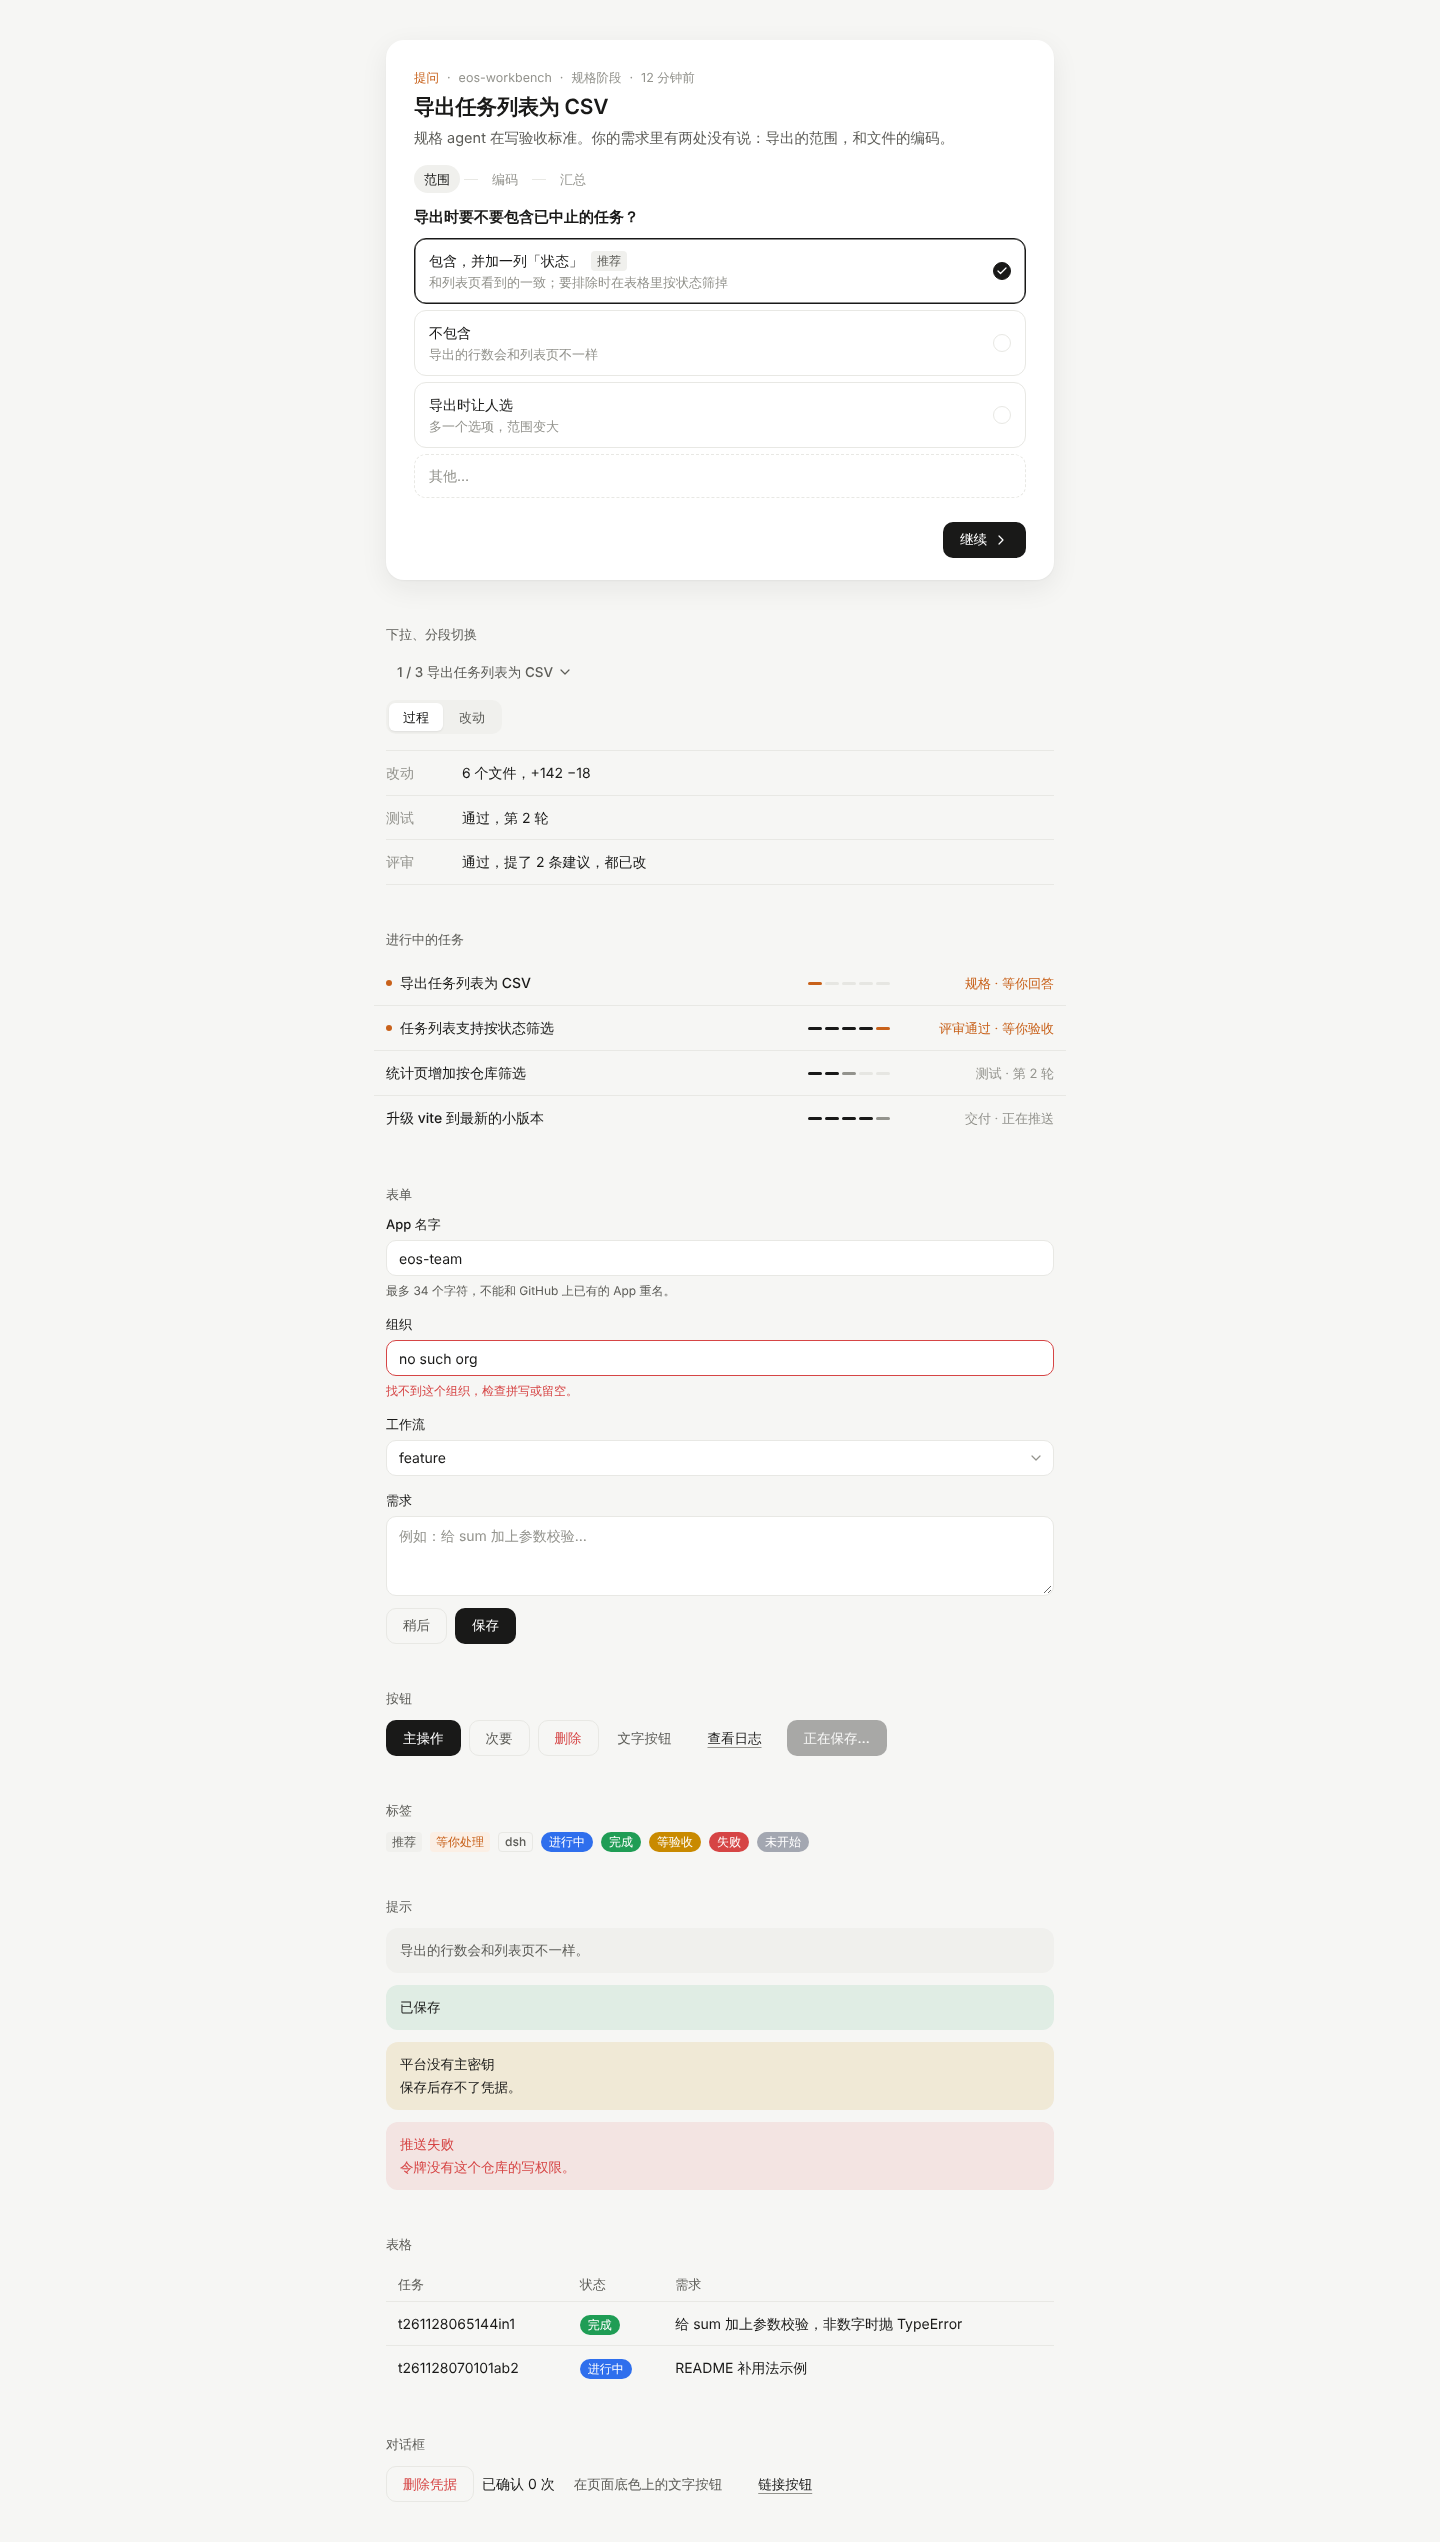 提问 · eos-workbench · 规格阶段 · 12 分钟前
导出任务列表为 CSV
规格 agent 在写验收标准。你的需求里有两处没有说：导出的范围，和文件的编码。
范围 — 编码 — 汇总
导出时要不要包含已中止的任务？
包含，并加一列「状态」 推荐
和列表页看到的一致；要排除时在表格里按状态筛掉
不包含
导出的行数会和列表页不一样
导出时让人选
多一个选项，范围变大
其他...
继续
下拉、分段切换
1 / 3 导出任务列表为 CSV
过程 改动
改动 6 个文件，+142 −18
测试 通过，第 2 轮
评审 通过，提了 2 条建议，都已改
进行中的任务
导出任务列表为 CSV 规格 · 等你回答
任务列表支持按状态筛选 评审通过 · 等你验收
统计页增加按仓库筛选 测试 · 第 2 轮
升级 vite 到最新的小版本 交付 · 正在推送
表单
App 名字
eos-team
最多 34 个字符，不能和 GitHub 上已有的 App 重名。
组织
no such org
找不到这个组织，检查拼写或留空。
工作流
feature
需求
例如：给 sum 加上参数校验...
稍后 保存
按钮
主操作 次要 删除 文字按钮 查看日志 正在保存...
标签
推荐 等你处理 dsh 进行中 完成 等验收 失败 未开始
提示
导出的行数会和列表页不一样。
已保存
平台没有主密钥
保存后存不了凭据。
推送失败
令牌没有这个仓库的写权限。
表格
任务 状态 需求
t261128065144in1 完成 给 sum 加上参数校验，非数字时抛 TypeError
t261128070101ab2 进行中 README 补用法示例
对话框
删除凭据 已确认 0 次 在页面底色上的文字按钮 链接按钮